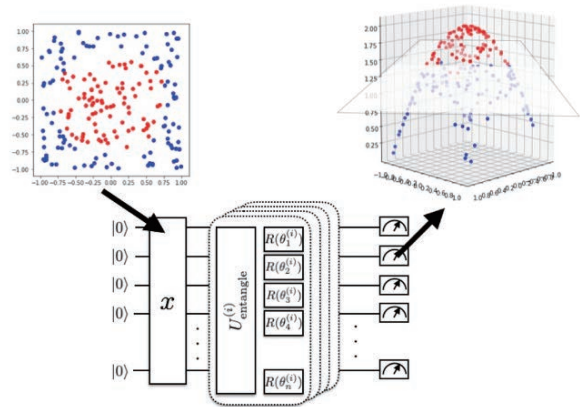 1.00
0.75
0.50
0.25
0.00
-0.25
-0.50
-0.75
-1.00
-1.00 -0.75 -0.50 -0.25 0.00 0.25 0.50 0.75 1.00
2.00
1.75
1.50
1.25
1.00
0.75
0.50
0.25
|0⟩
|0⟩
|0⟩
|0⟩
|0⟩
x
U_entangle^(i)
R(θ_1^(i))
R(θ_2^(i))
R(θ_3^(i))
R(θ_4^(i))
R(θ_n^(i))